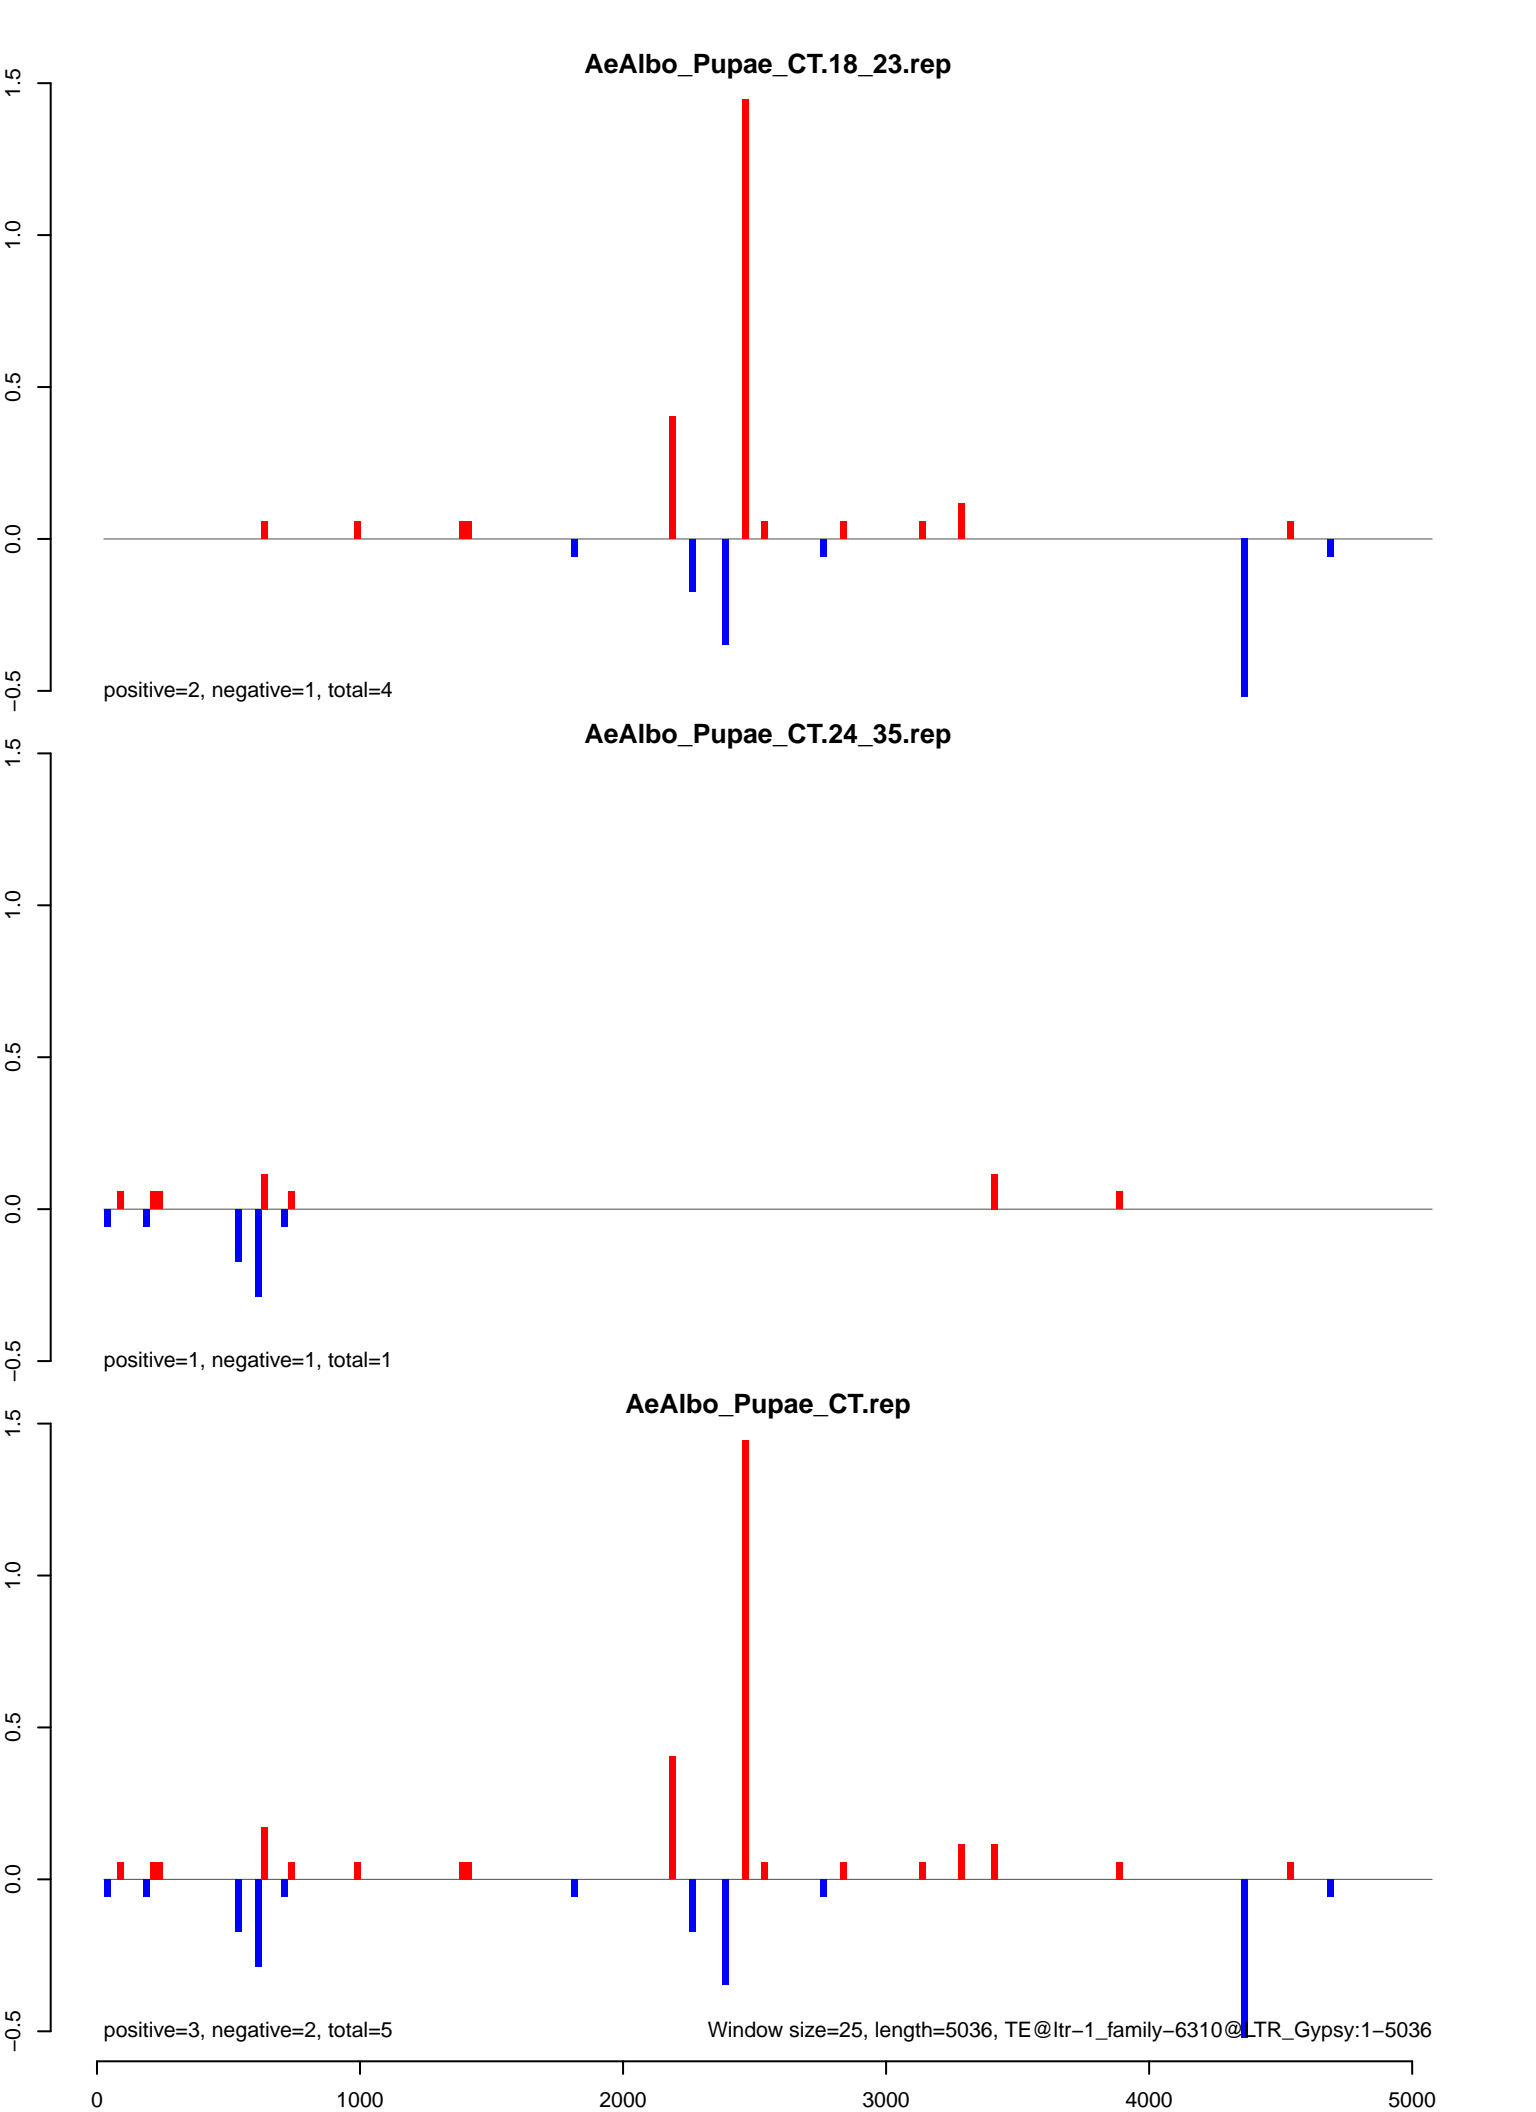 AeAlbo_Pupae_CT.18_23.rep
1.5
1.0
0.5
0.0
−0.5
positive=2, negative=1, total=4
AeAlbo_Pupae_CT.24_35.rep
1.5
1.0
0.5
0.0
−0.5
positive=1, negative=1, total=1
AeAlbo_Pupae_CT.rep
1.5
1.0
0.5
0.0
−0.5
positive=3, negative=2, total=5
Window size=25, length=5036, TE@ltr−1_family−6310@LTR_Gypsy:1−5036
0 1000 2000 3000 4000 5000